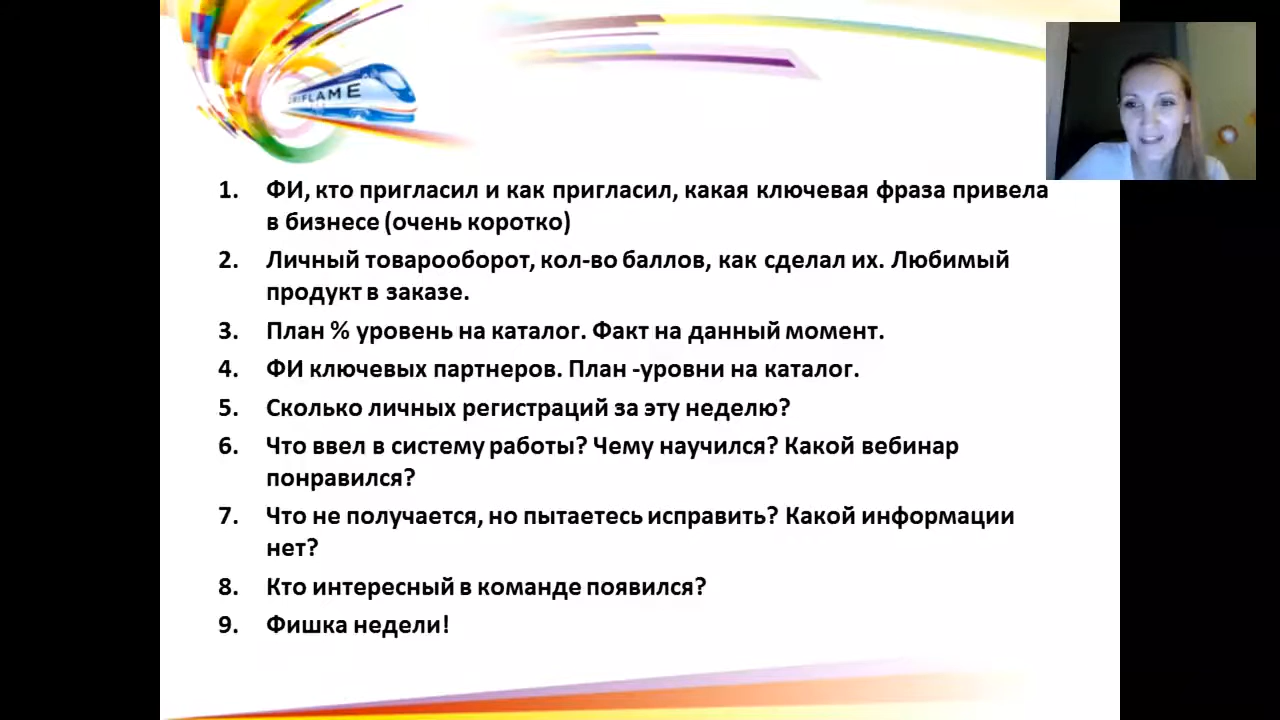 ORIFLAME
1. ФИ, кто пригласил и как пригласил, какая ключевая фраза привела
в бизнесе (очень коротко)
2. Личный товарооборот, кол-во баллов, как сделал их. Любимый
продукт в заказе.
3. План % уровень на каталог. Факт на данный момент.
4. ФИ ключевых партнеров. План -уровни на каталог.
5. Сколько личных регистраций за эту неделю?
6. Что ввел в систему работы? Чему научился? Какой вебинар
понравился?
7. Что не получается, но пытаетесь исправить? Какой информации
нет?
8. Кто интересный в команде появился?
9. Фишка недели!